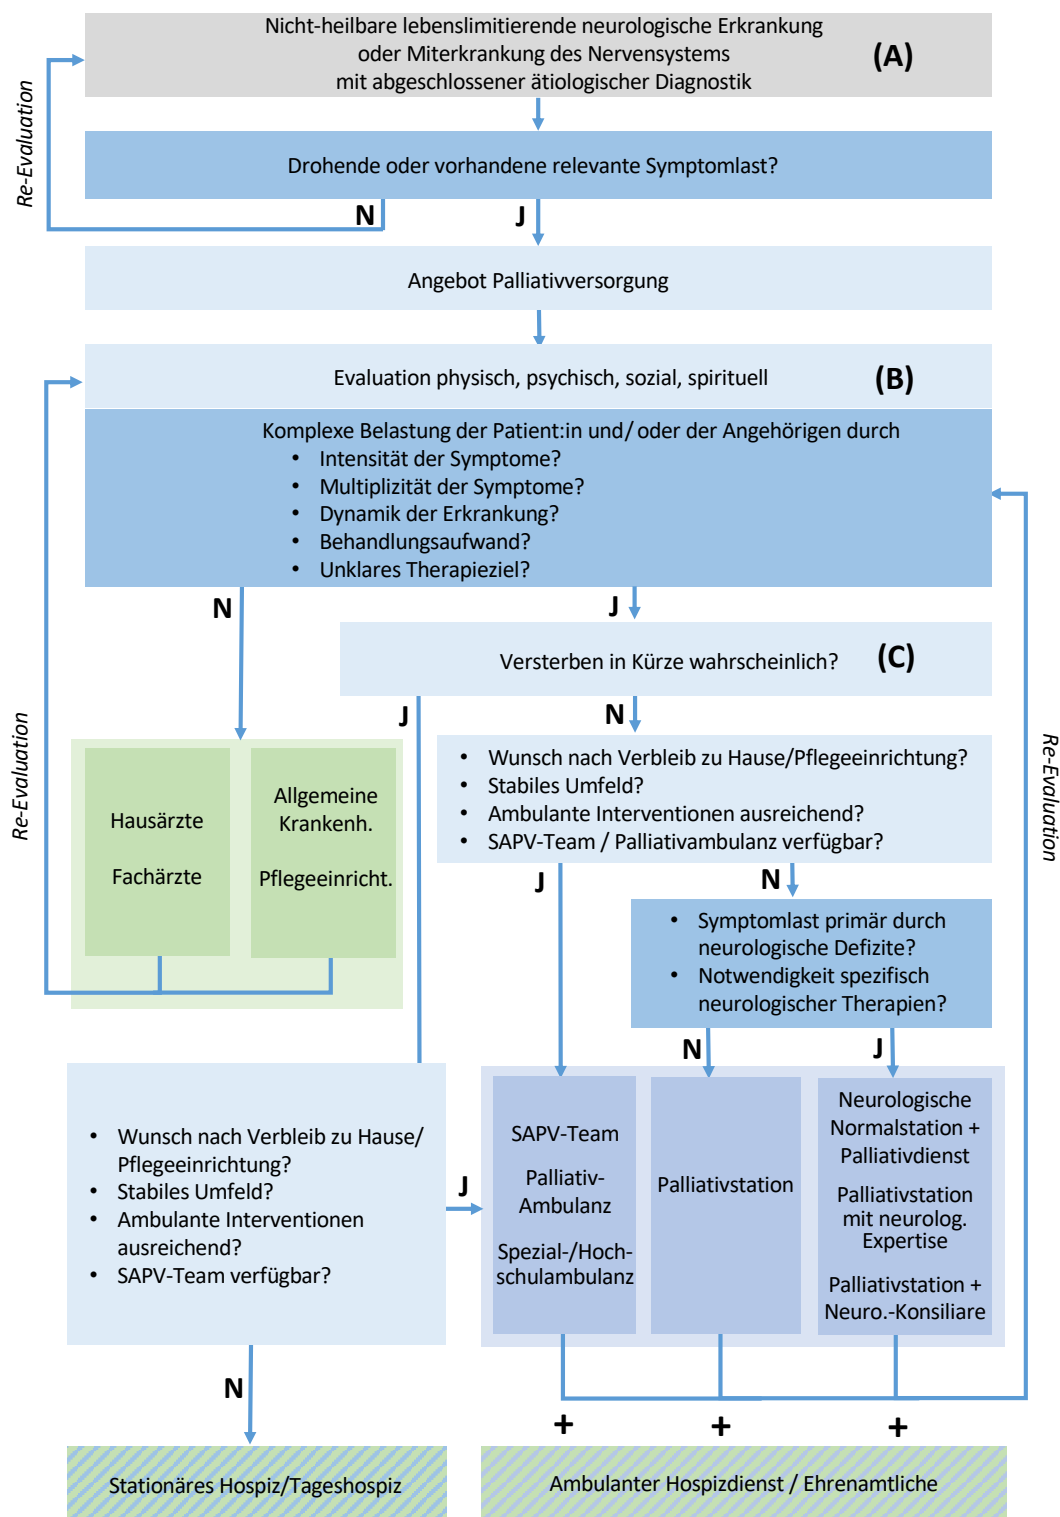 Nicht-heilbare lebenslimitierende neurologische Erkrankung
oder Miterkrankung des Nervensystems
mit abgeschlossener ätiologischer Diagnostik
(A)
Re-Evaluation
Drohende oder vorhandene relevante Symptomlast?
N
J
Angebot Palliativversorgung
Evaluation physisch, psychisch, sozial, spirituell
(B)
Komplexe Belastung der Patient:in und/ oder der Angehörigen durch
• Intensität der Symptome?
• Multiplizität der Symptome?
• Dynamik der Erkrankung?
• Behandlungsaufwand?
• Unklares Therapieziel?
N
J
Versterben in Kürze wahrscheinlich?
(C)
J
N
Re-Evaluation
Re-Evaluation
Hausärzte
Fachärzte
Allgemeine
Krankenh.
Pflegeeinricht.
• Wunsch nach Verbleib zu Hause/Pflegeeinrichtung?
• Stabiles Umfeld?
• Ambulante Interventionen ausreichend?
• SAPV-Team / Palliativambulanz verfügbar?
J
N
• Symptomlast primär durch
neurologische Defizite?
• Notwendigkeit spezifisch
neurologischer Therapien?
N
J
• Wunsch nach Verbleib zu Hause/
Pflegeeinrichtung?
• Stabiles Umfeld?
• Ambulante Interventionen
ausreichend?
• SAPV-Team verfügbar?
J
SAPV-Team
Palliativ-
Ambulanz
Spezial-/Hoch-
schulambulanz
Palliativstation
Neurologische
Normalstation +
Palliativdienst
Palliativstation
mit neurolog.
Expertise
Palliativstation +
Neuro.-Konsiliare
N
+
+
+
Stationäres Hospiz/Tageshospiz
Ambulanter Hospizdienst / Ehrenamtliche